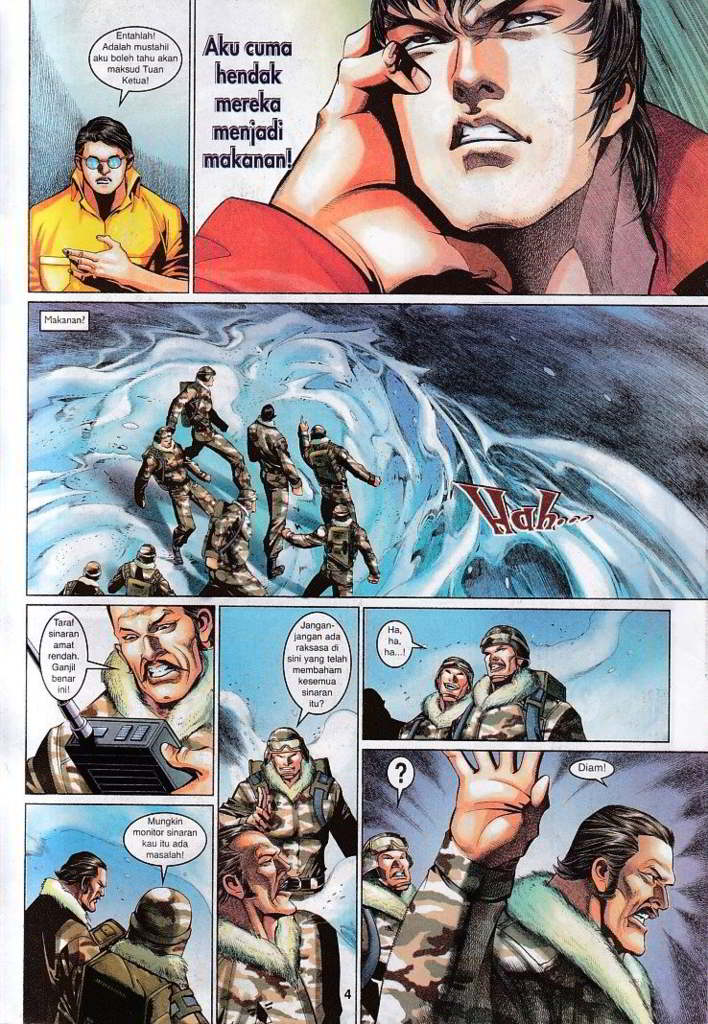 Entahlah!
Adalah mustahil
aku boleh tahu akan
maksud Tuan
Ketua!
Aku cuma
hendak
mereka
menjadi
makanan!
Makanan?
Hah...
Taraf
sinaran
amat
rendah.
Ganjil
benar
ini!
Jangan-
jangan ada
raksasa di
sini yang telah
membaham
kesemua
sinaran
itu?
Ha,
ha,
ha...!
Mungkin
monitor sinaran
kau itu ada
masalah!
?
Diam!
4